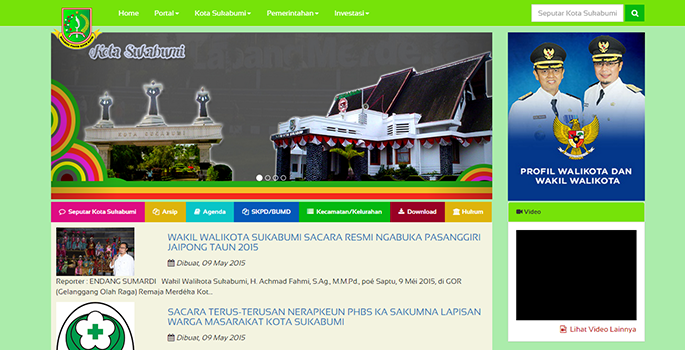 Home Portal Kota Sukabumi Pemerintahan Investasi Seputar Kota Sukabumi
Kota Sukabumi
KOTA SUKABUMI
PROFIL WALIKOTA DAN
WAKIL WALIKOTA
Seputar Kota Sukabumi Arsip Agenda SKPD/BUMD Kecamatan/Kelurahan Download Hukum
Video
WAKIL WALIKOTA SUKABUMI SACARA RESMI NGABUKA PASANGGIRI
JAIPONG TAUN 2015
Dibuat, 09 May 2015
Reporter : ENDANG SUMARDI Wakil Walikota Sukabumi, H. Achmad Fahmi, S.Ag., M.M.Pd., poé Saptu, 9 Méi 2015, di GOR
(Gelanggang Olah Raga) Remaja Merdéka Kot...
SACARA TERUS-TERUSAN NERAPKEUN PHBS KA SAKUMNA LAPISAN
WARGA MASARAKAT KOTA SUKABUMI
Dibuat, 09 May 2015
Lihat Video Lainnya